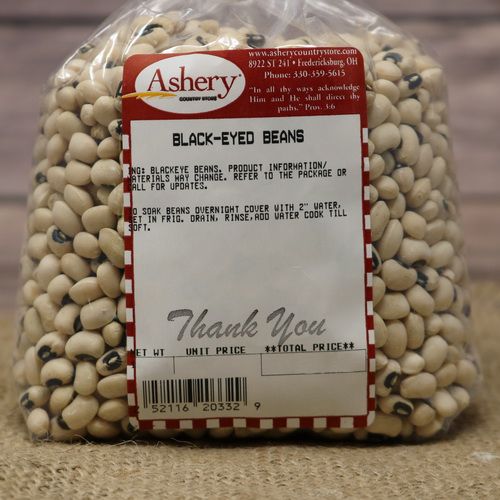 www.asherycountrystore.com
8922 ST 241 • Fredericksburg, OH
Phone: 330-359-5615
"In all thy ways acknowledge
Him and He shall direct thy
paths." Prov. 3:6
Ashery
COUNTRY STORE
BLACK-EYED BEANS
ING: BLACKEYE BEANS. PRODUCT INFORMATION/
MATERIALS MAY CHANGE. REFER TO THE PACKAGE OR
CALL FOR UPDATES.
TO SOAK BEANS OVERNIGHT COVER WITH 2" WATER,
SET IN FRIG. DRAIN, RINSE,ADD WATER COOK TILL
SOFT.
Thank You
NET WT UNIT PRICE **TOTAL PRICE**
2 52116 20332 9